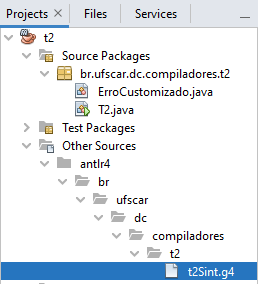 Projects × Files Services
t2
Source Packages
br.ufscar.dc.compiladores.t2
ErroCustomizado.java
T2.java
Test Packages
Other Sources
antlr4
br
ufscar
dc
compiladores
t2
t2Sint.g4